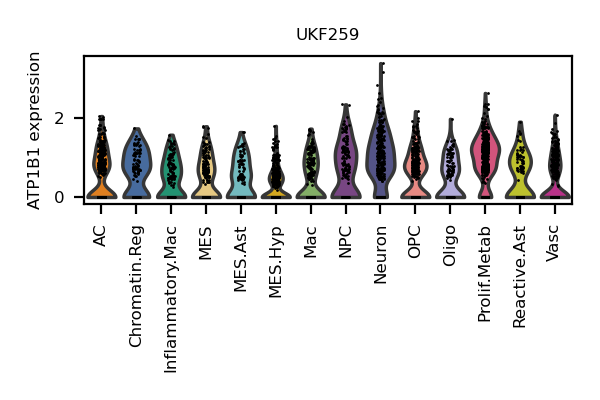 UKF259
ATP1B1 expression
2
0
AC
Chromatin.Reg
Inflammatory.Mac
MES
MES.Ast
MES.Hyp
Mac
NPC
Neuron
OPC
Oligo
Prolif.Metab
Reactive.Ast
Vasc